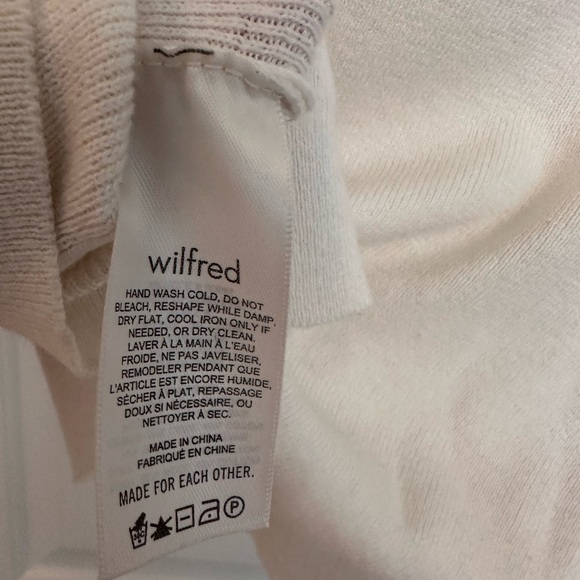 wilfred
HAND WASH COLD, DO NOT
BLEACH, RESHAPE WHILE DAMP,
DRY FLAT, COOL IRON ONLY IF
NEEDED, OR DRY CLEAN.
LAVER À LA MAIN À L'EAU
FROIDE, NE PAS JAVELISER,
REMODELER PENDANT QUE
L'ARTICLE EST ENCORE HUMIDE,
SÉCHER À PLAT, REPASSAGE
DOUX SI NÉCESSAIRE, OU
NETTOYER À SEC.
MADE IN CHINA
FABRIQUÉ EN CHINE
MADE FOR EACH OTHER.
P